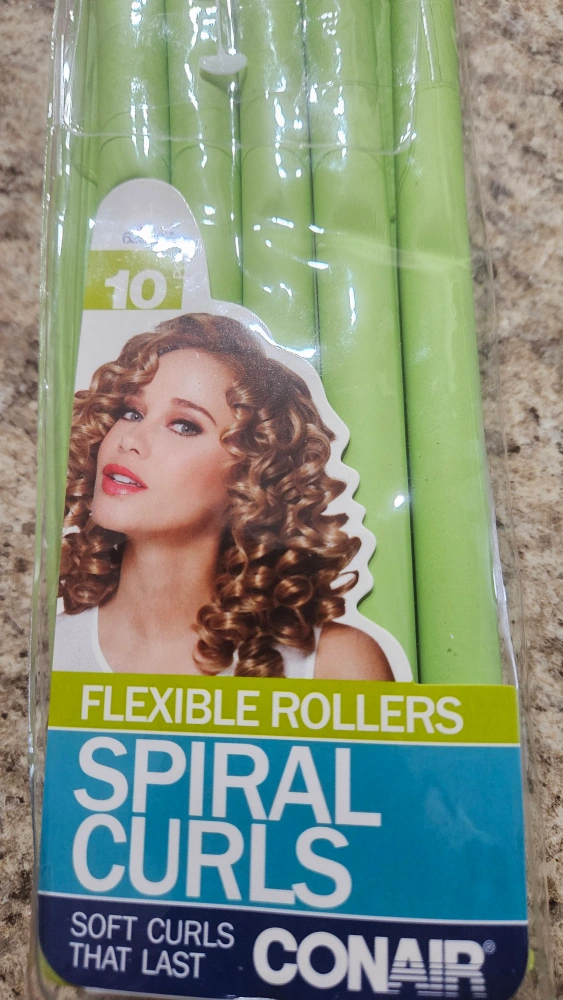 10
FLEXIBLE ROLLERS
SPIRAL
CURLS
SOFT CURLS
THAT LAST
CONAIR®